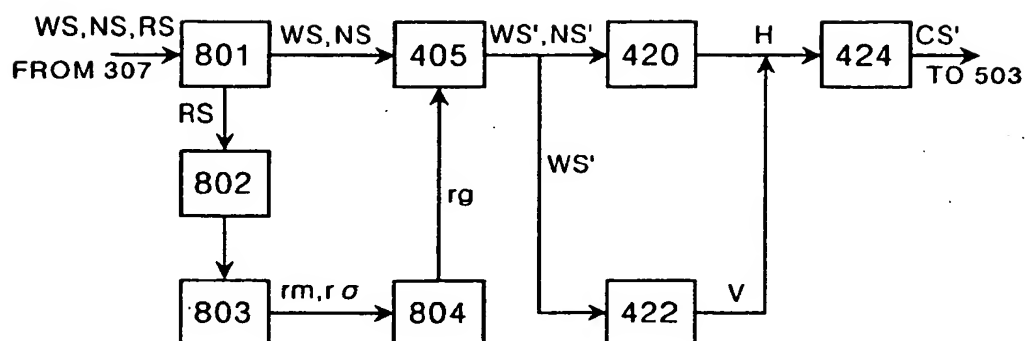 WS,NS,RS
FROM 307
801
WS,NS
405
WS',NS'
420
H
424
CS'
TO 503
RS
802
rg
WS'
803
rm,rσ
804
422
V